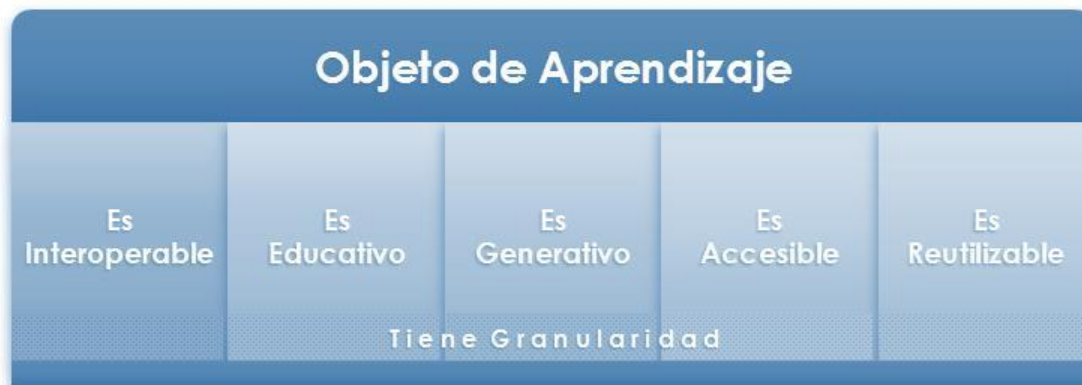 Objeto de Aprendizaje
Es
Interoperable
Es
Educativo
Es
Generativo
Es
Accesible
Es
Reutilizable
Tiene Granularidad